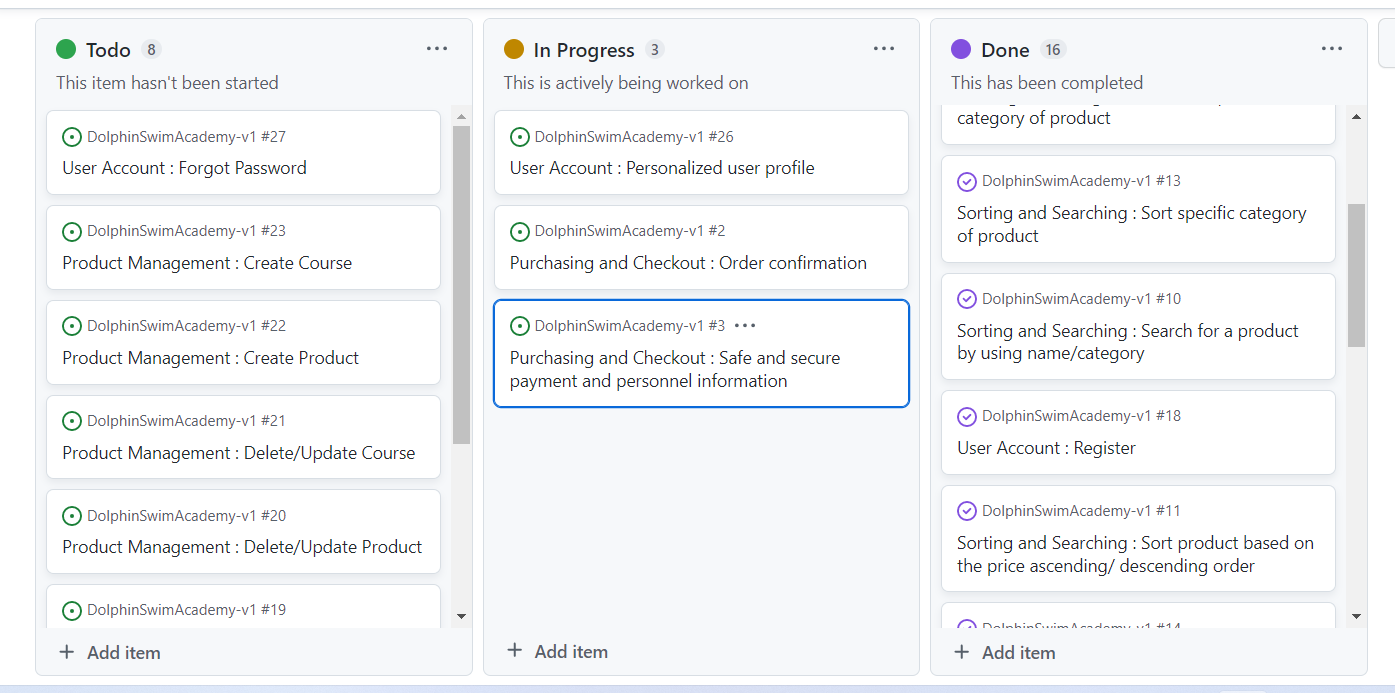 Todo 8
This item hasn't been started
DolphinSwimAcademy-v1 #27
User Account : Forgot Password
DolphinSwimAcademy-v1 #23
Product Management : Create Course
DolphinSwimAcademy-v1 #22
Product Management : Create Product
DolphinSwimAcademy-v1 #21
Product Management : Delete/Update Course
DolphinSwimAcademy-v1 #20
Product Management : Delete/Update Product
DolphinSwimAcademy-v1 #19
Add item
In Progress 3
This is actively being worked on
DolphinSwimAcademy-v1 #26
User Account : Personalized user profile
DolphinSwimAcademy-v1 #2
Purchasing and Checkout : Order confirmation
DolphinSwimAcademy-v1 #3
Purchasing and Checkout : Safe and secure
payment and personnel information
Add item
Done 16
This has been completed
category of product
DolphinSwimAcademy-v1 #13
Sorting and Searching : Sort specific category
of product
DolphinSwimAcademy-v1 #10
Sorting and Searching : Search for a product
by using name/category
DolphinSwimAcademy-v1 #18
User Account : Register
DolphinSwimAcademy-v1 #11
Sorting and Searching : Sort product based on
the price ascending/ descending order
DolphinSwimAcademy-v1 #14
Add item